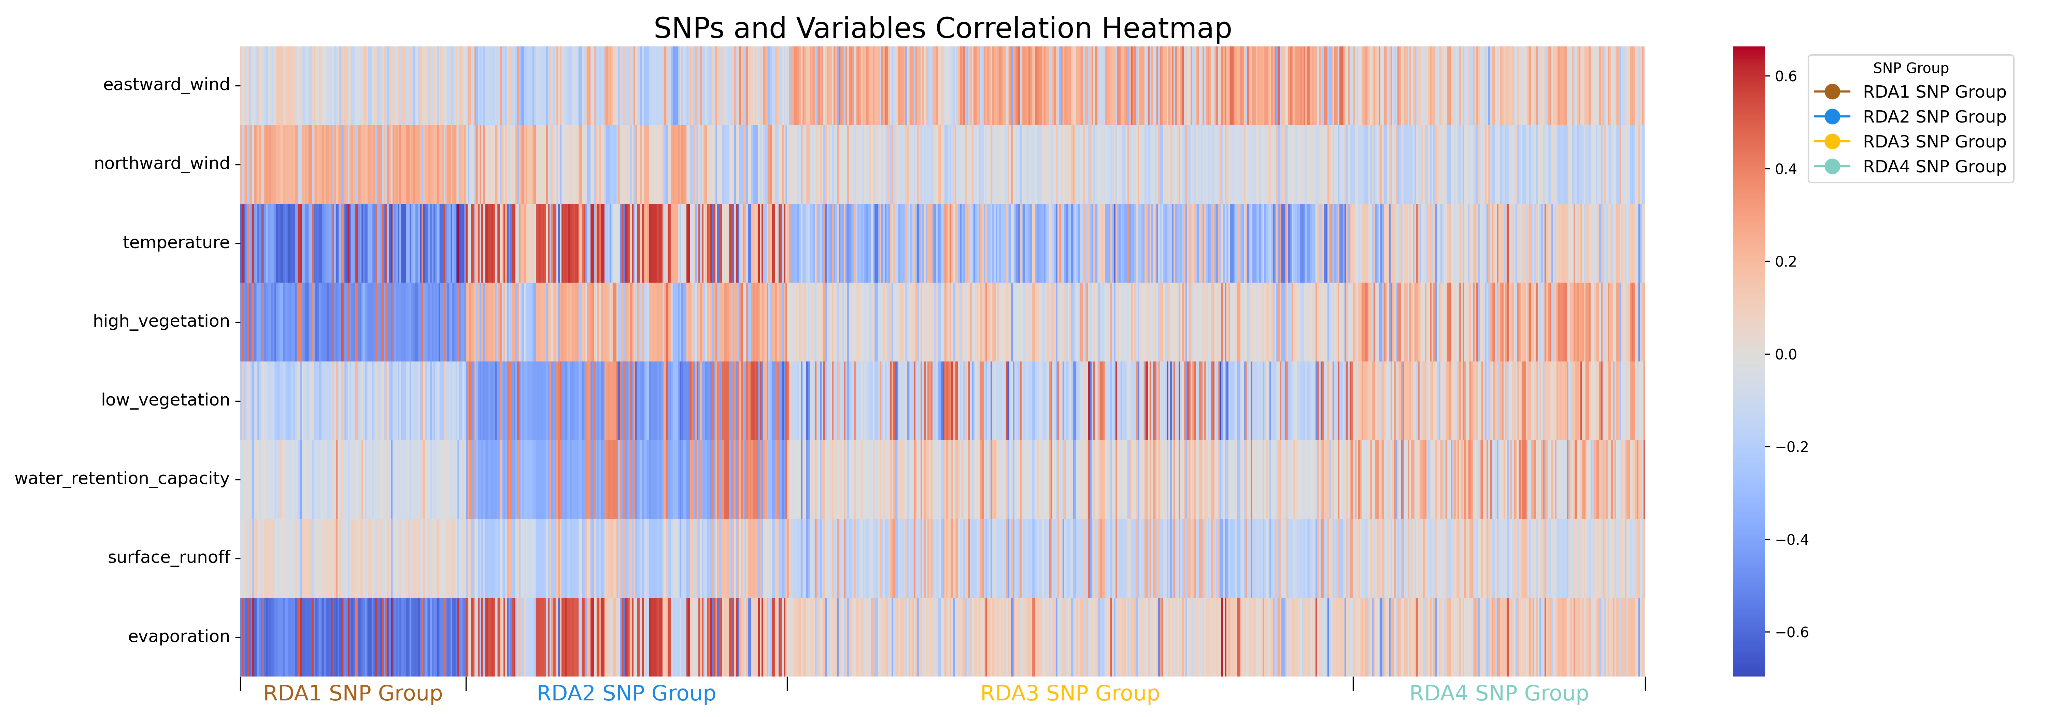 SNPs and Variables Correlation Heatmap
eastward_wind
northward_wind
temperature
high_vegetation
low_vegetation
water_retention_capacity
surface_runoff
evaporation
RDA1 SNP Group
RDA2 SNP Group
RDA3 SNP Group
RDA4 SNP Group
0.6
0.4
0.2
0.0
−0.2
−0.4
−0.6
SNP Group
RDA1 SNP Group
RDA2 SNP Group
RDA3 SNP Group
RDA4 SNP Group